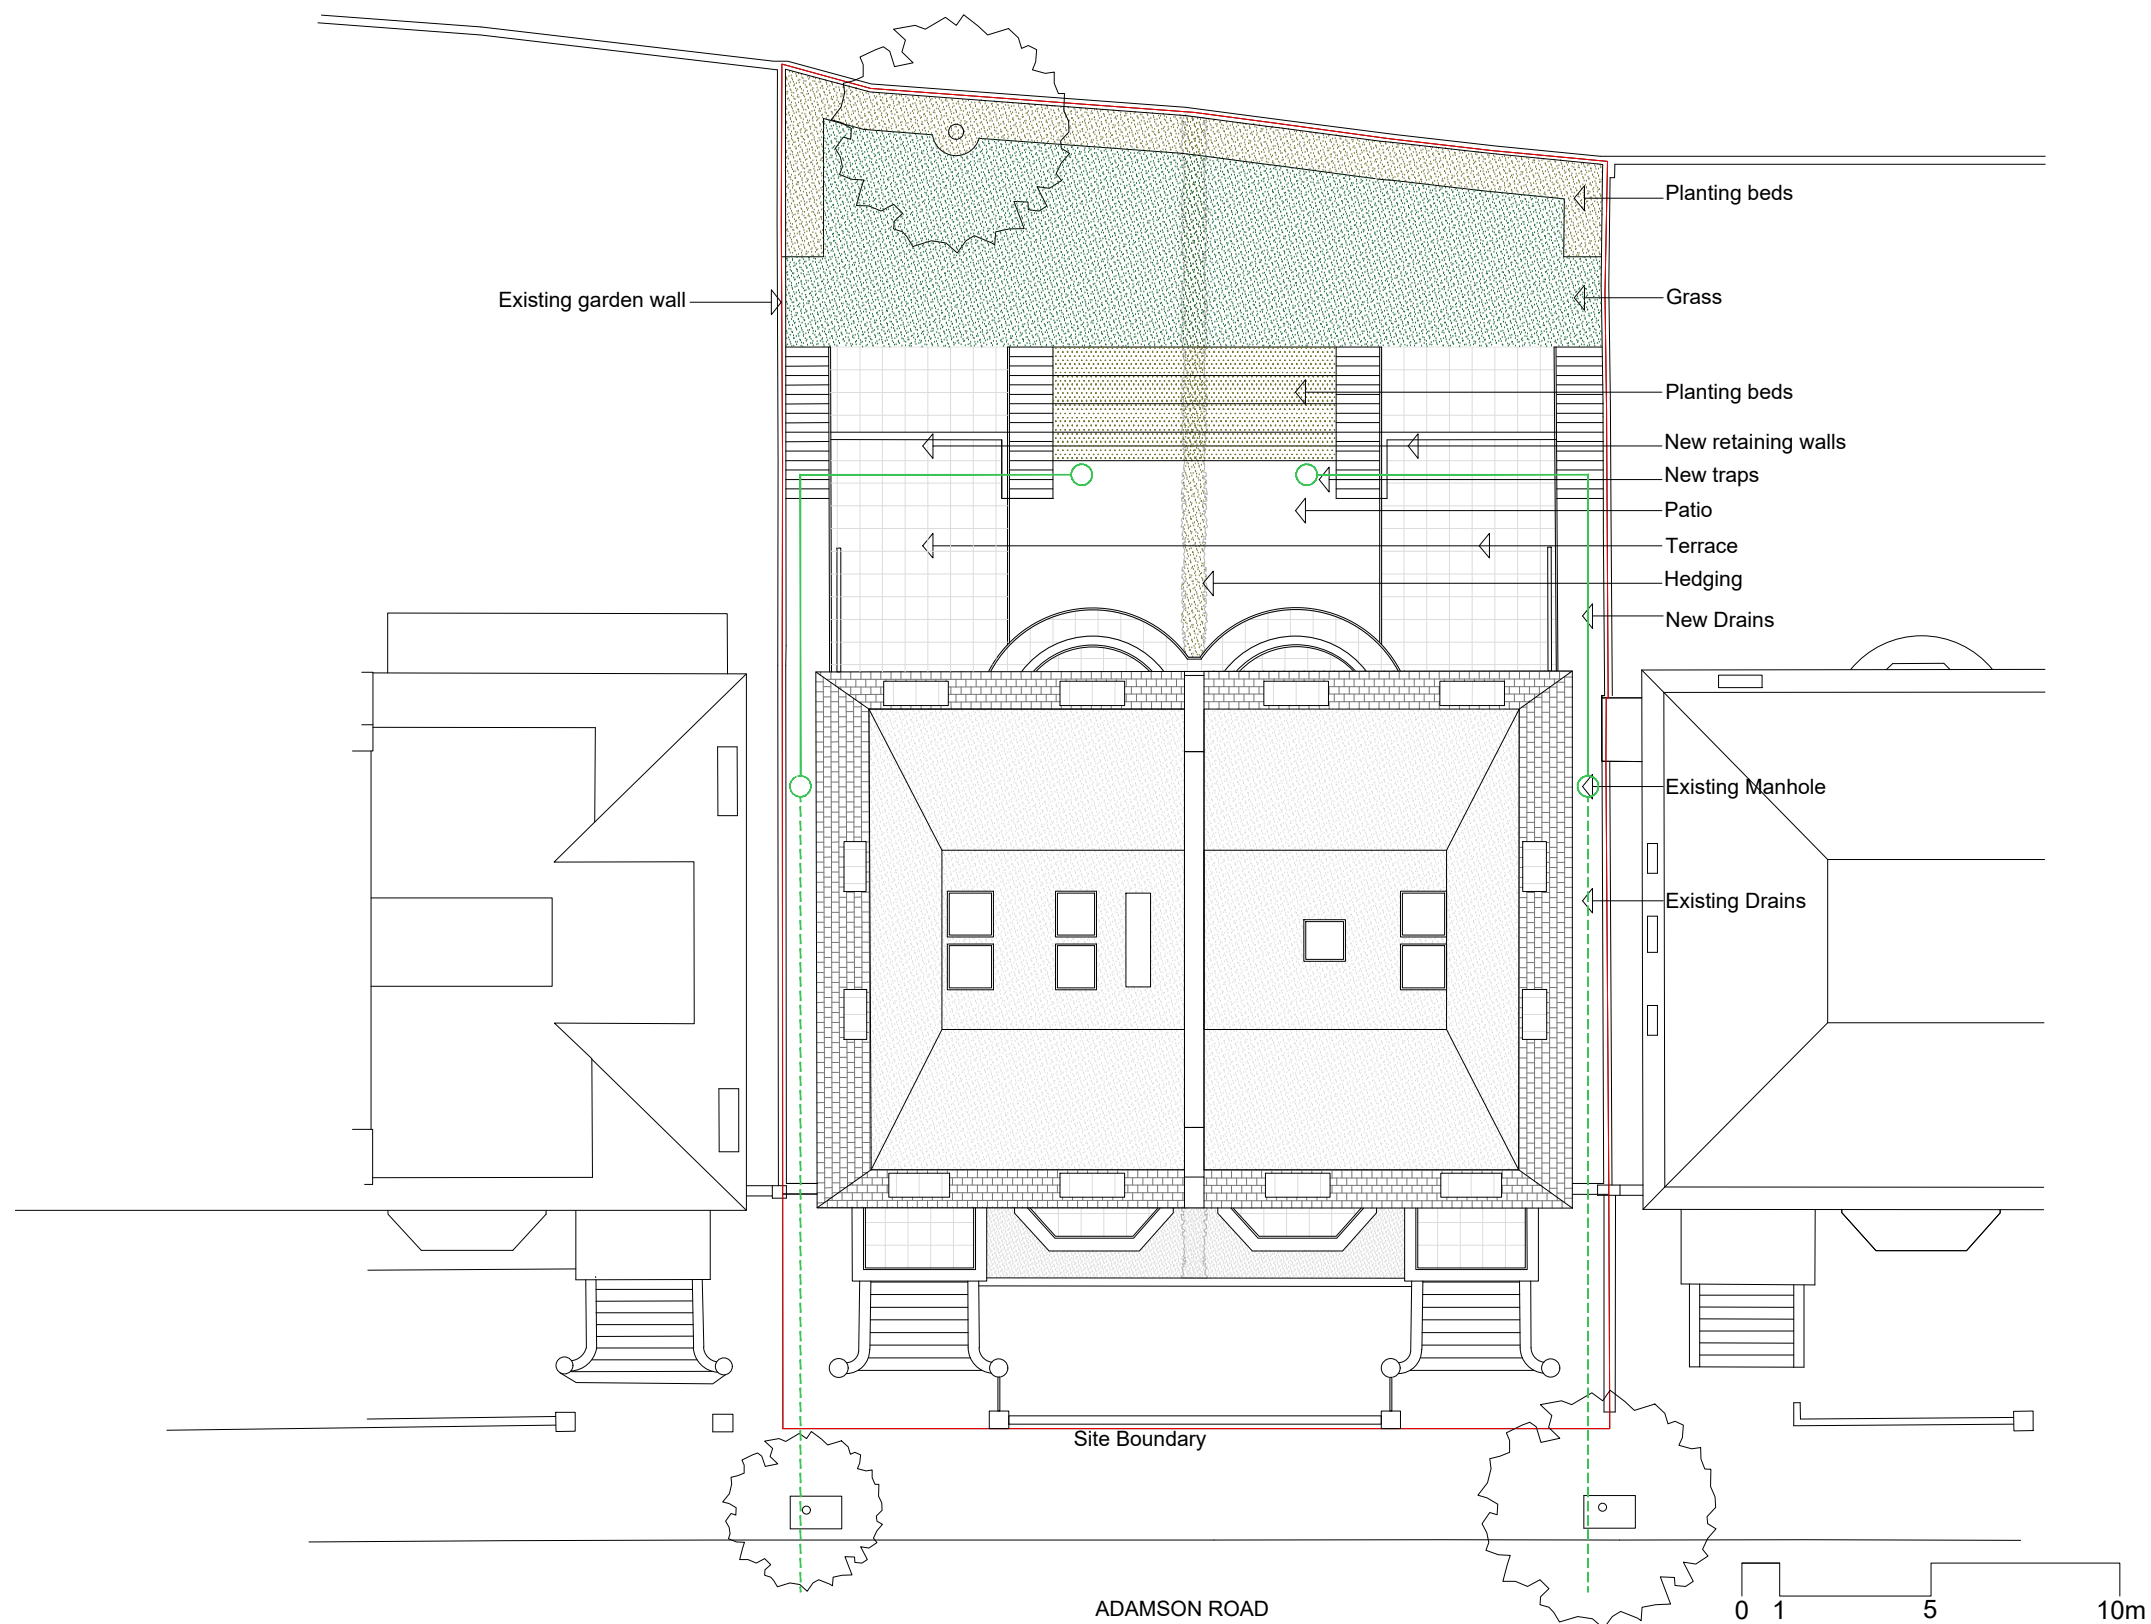 Planting beds
Existing garden wall
Grass
Planting beds
New retaining walls
New traps
Patio
Terrace
Hedging
New Drains
Existing Manhole
Existing Drains
Site Boundary
ADAMSON ROAD
0 1 5 10m